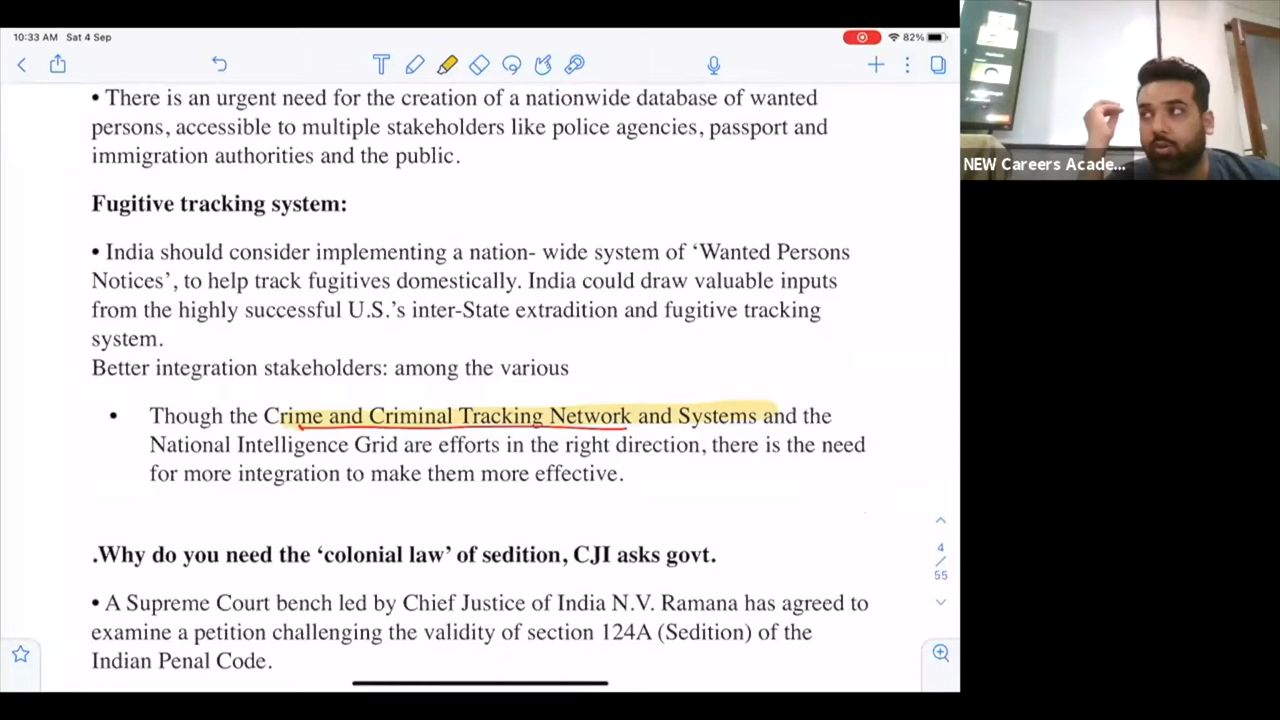 10:33 AM Sat 4 Sep
82%
• There is an urgent need for the creation of a nationwide database of wanted
persons, accessible to multiple stakeholders like police agencies, passport and
immigration authorities and the public.
Fugitive tracking system:
• India should consider implementing a nation- wide system of ‘Wanted Persons
Notices’, to help track fugitives domestically. India could draw valuable inputs
from the highly successful U.S.’s inter-State extradition and fugitive tracking
system.
Better integration stakeholders: among the various
• Though the Crime and Criminal Tracking Network and Systems and the
National Intelligence Grid are efforts in the right direction, there is the need
for more integration to make them more effective.
.Why do you need the ‘colonial law’ of sedition, CJI asks govt.
• A Supreme Court bench led by Chief Justice of India N.V. Ramana has agreed to
examine a petition challenging the validity of section 124A (Sedition) of the
Indian Penal Code.
4
/
55
NEW Careers Acade...